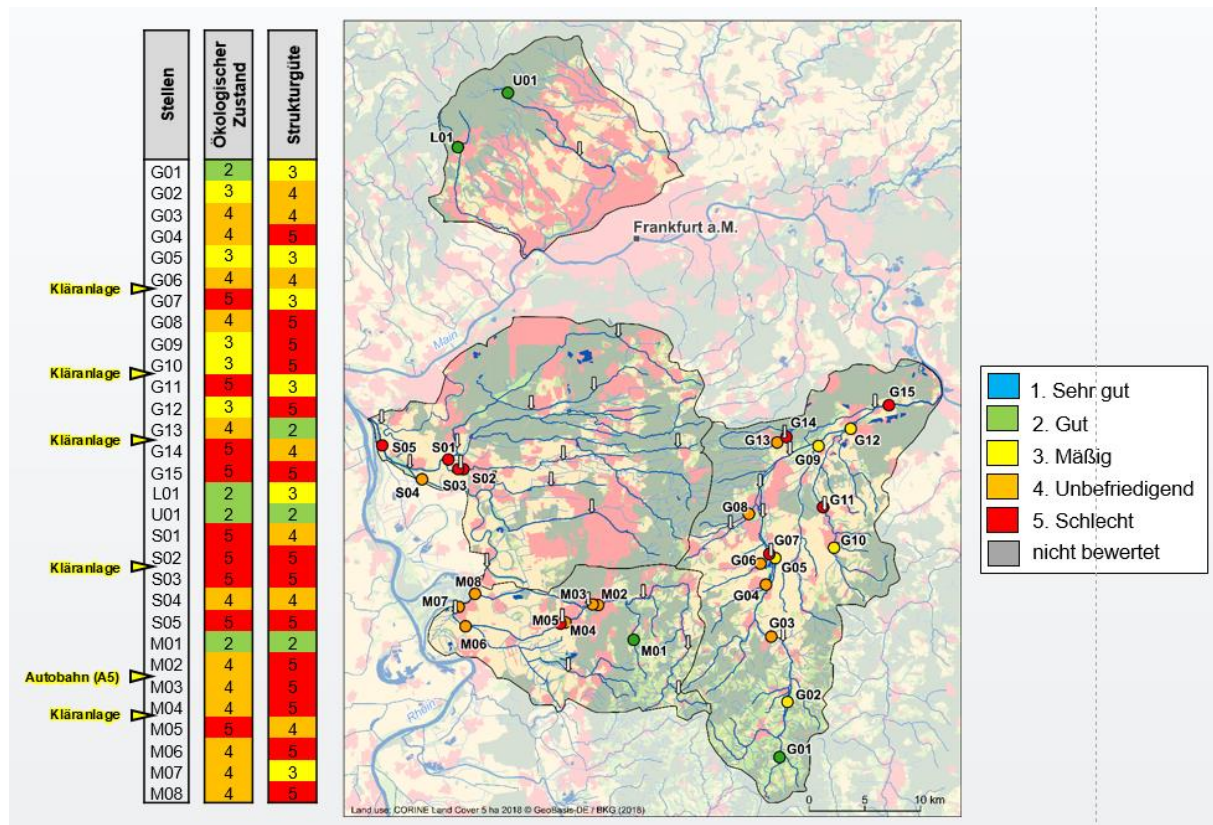 Stellen
Ökologischer
Zustand
Strukturgüte
G01 2 3
G02 3 4
G03 4 4
G04 4 5
G05 3 3
G06 4 4
Kläranlage
G07 5 3
G08 4 5
G09 3 5
G10 3 5
Kläranlage
G11 5 3
G12 3 5
G13 4 2
Kläranlage
G14 5 4
G15 5 5
L01 2 3
U01 2 2
S01 5 4
S02 5 5
Kläranlage
S03 5 5
S04 4 4
S05 5 5
M01 2 2
M02 4 5
Autobahn (A5)
M03 4 5
M04 4 5
Kläranlage
M05 5 4
M06 4 5
M07 4 3
M08 4 5
U01
L01
Frankfurt a.M.
Main
G15
G14
G13
G12
G09
S05
S01
S02
S03
S04
G11
G08
G10
G07
G06
G05
G04
M08
M07
M03
M02
M05
M04
M06
M01
G03
G02
Rhein
G01
0 5 10 km
Land use: CORINE Land Cover 5 ha 2018 © GeoBasis-DE / BKG (2018)
1. Sehr gut
2. Gut
3. Mäßig
4. Unbefriedigend
5. Schlecht
nicht bewertet